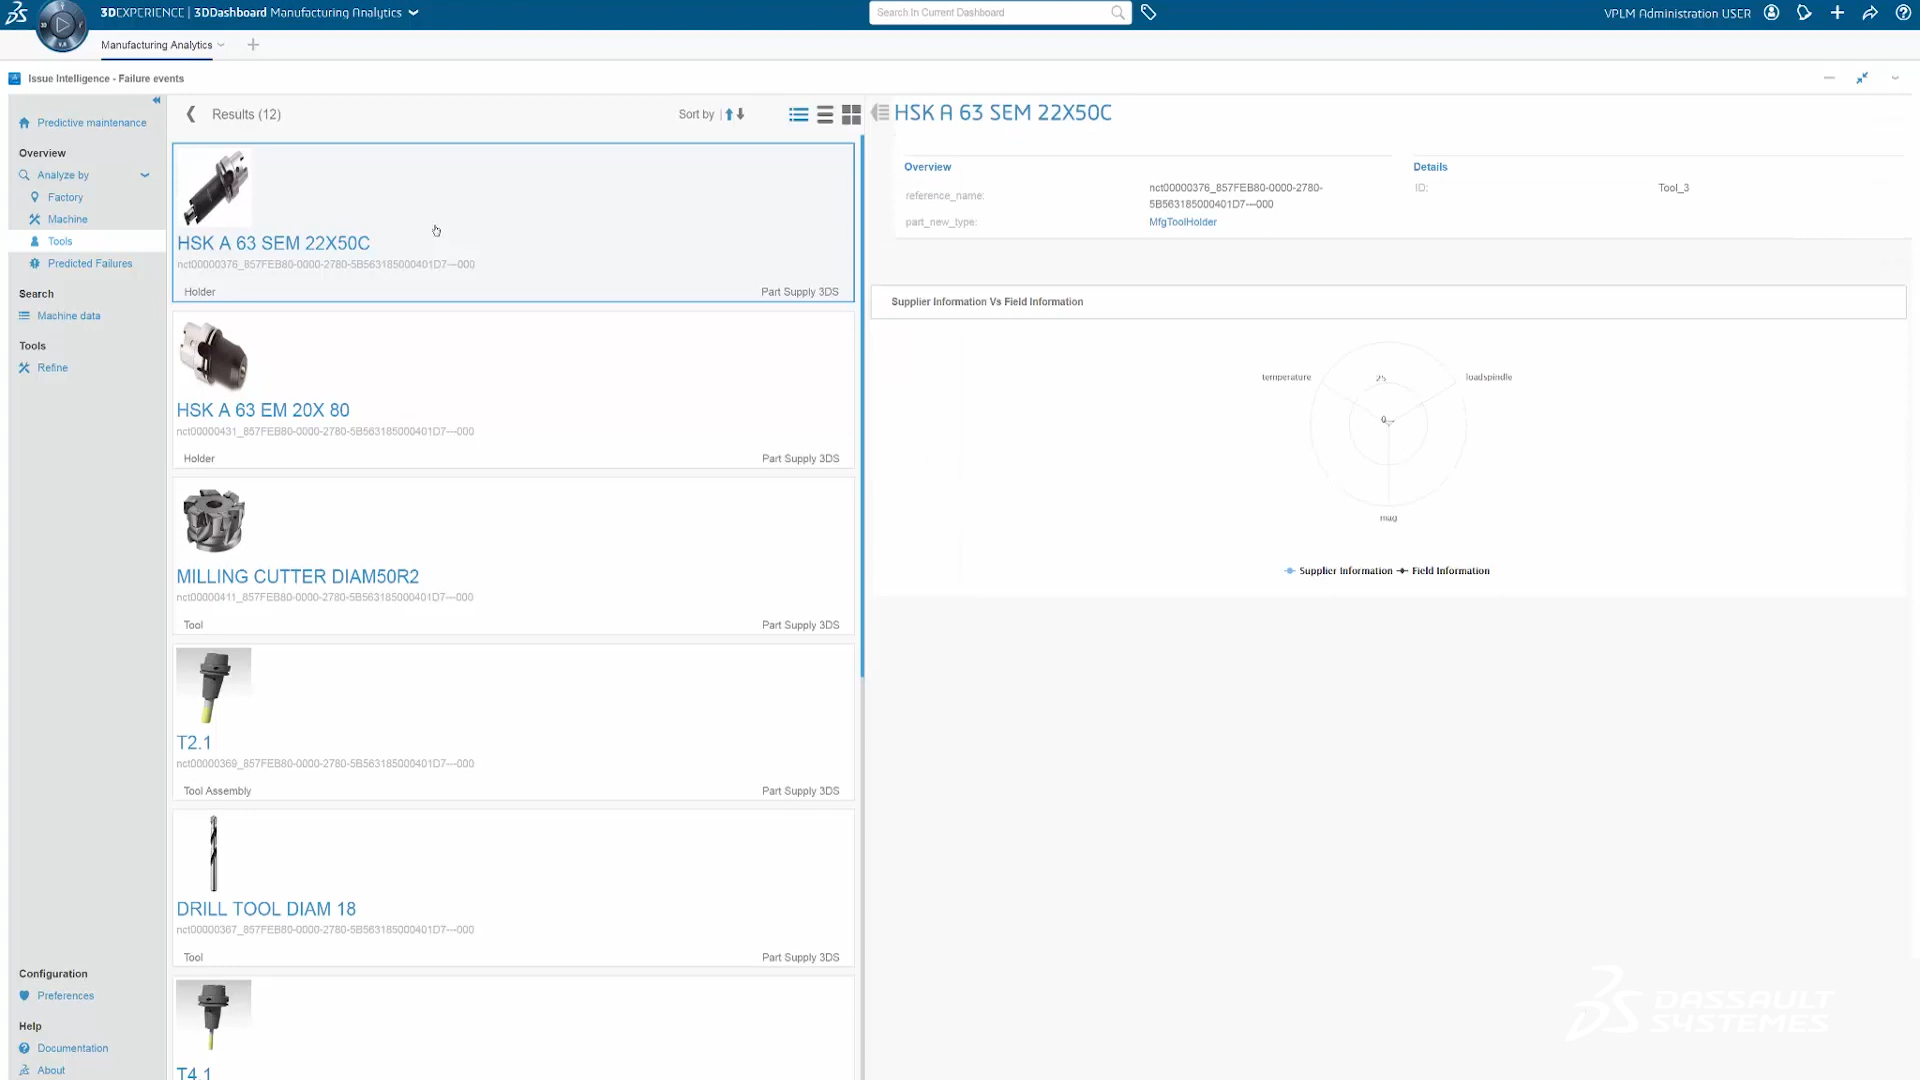 3DEXPERIENCE | 3DDashboard Manufacturing Analytics
Search In Current Dashboard
VPLM Administration USER
Manufacturing Analytics
Issue Intelligence - Failure events
Predictive maintenance
Overview
Analyze by
Factory
Machine
Tools
Predicted Failures
Search
Machine data
Tools
Refine
Configuration
Preferences
Help
Documentation
About
Results (12)
Sort by
HSK A 63 SEM 22X50C
nct00000376_857FEB80-0000-2780-5B563185000401D7---000
Holder
Part Supply 3DS
HSK A 63 EM 20X 80
nct00000431_857FEB80-0000-2780-5B563185000401D7---000
Holder
Part Supply 3DS
MILLING CUTTER DIAM50R2
nct00000411_857FEB80-0000-2780-5B563185000401D7---000
Tool
Part Supply 3DS
T2.1
nct00000369_857FEB80-0000-2780-5B563185000401D7---000
Tool Assembly
Part Supply 3DS
DRILL TOOL DIAM 18
nct00000367_857FEB80-0000-2780-5B563185000401D7---000
Tool
Part Supply 3DS
T4.1
HSK A 63 SEM 22X50C
Overview
reference_name:
nct00000376_857FEB80-0000-2780-
5B563185000401D7---000
part_new_type:
MfgToolHolder
Details
ID:
Tool_3
Supplier Information Vs Field Information
temperature
25
loadspindle
0
mag
Supplier Information
Field Information
DASSAULT
SYSTEMES